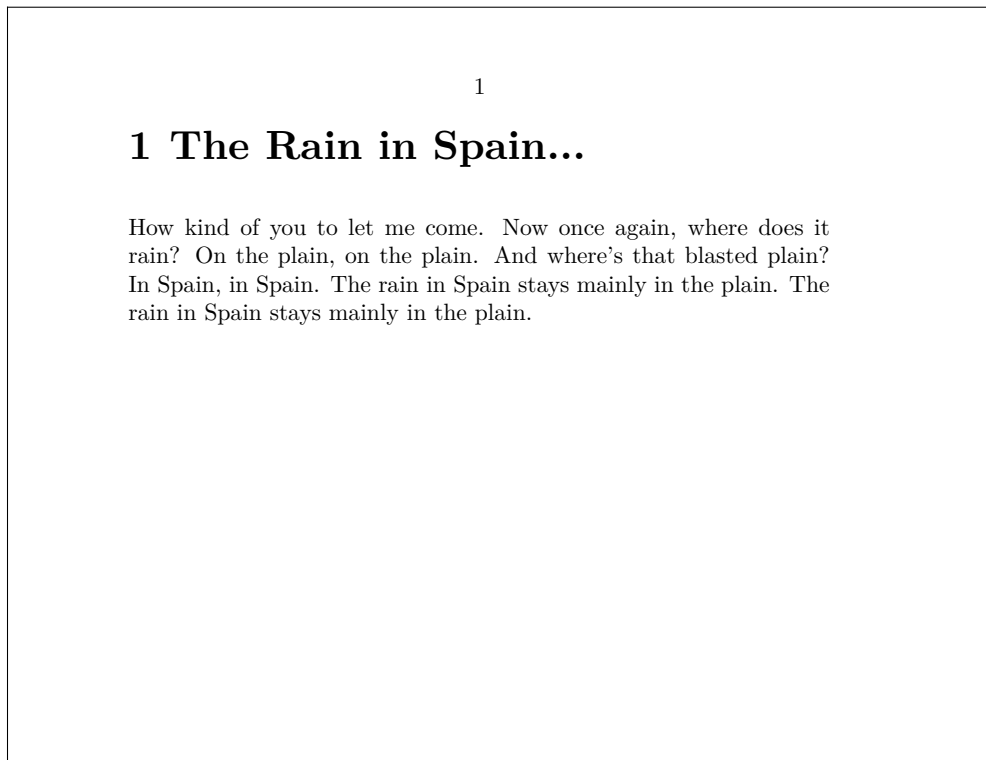 1
1 The Rain in Spain...
How kind of you to let me come. Now once again, where does it
rain? On the plain, on the plain. And where's that blasted plain?
In Spain, in Spain. The rain in Spain stays mainly in the plain. The
rain in Spain stays mainly in the plain.